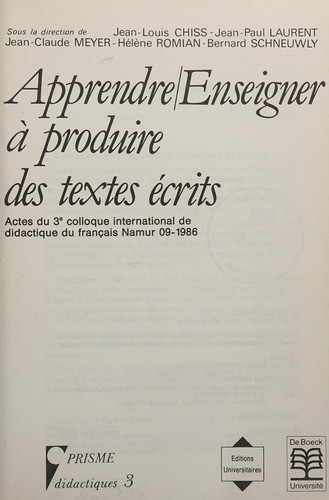 Sous la direction de Jean-Louis CHISS - Jean-Paul LAURENT
Jean-Claude MEYER - Hélène ROMIAN - Bernard SCHNEUWLY
Apprendre/Enseigner
à produire
des textes écrits
Actes du 3e colloque international de
didactique du français Namur 09-1986
PRISME
didactiques 3
Editions
Universitaires
De Boeck
Université